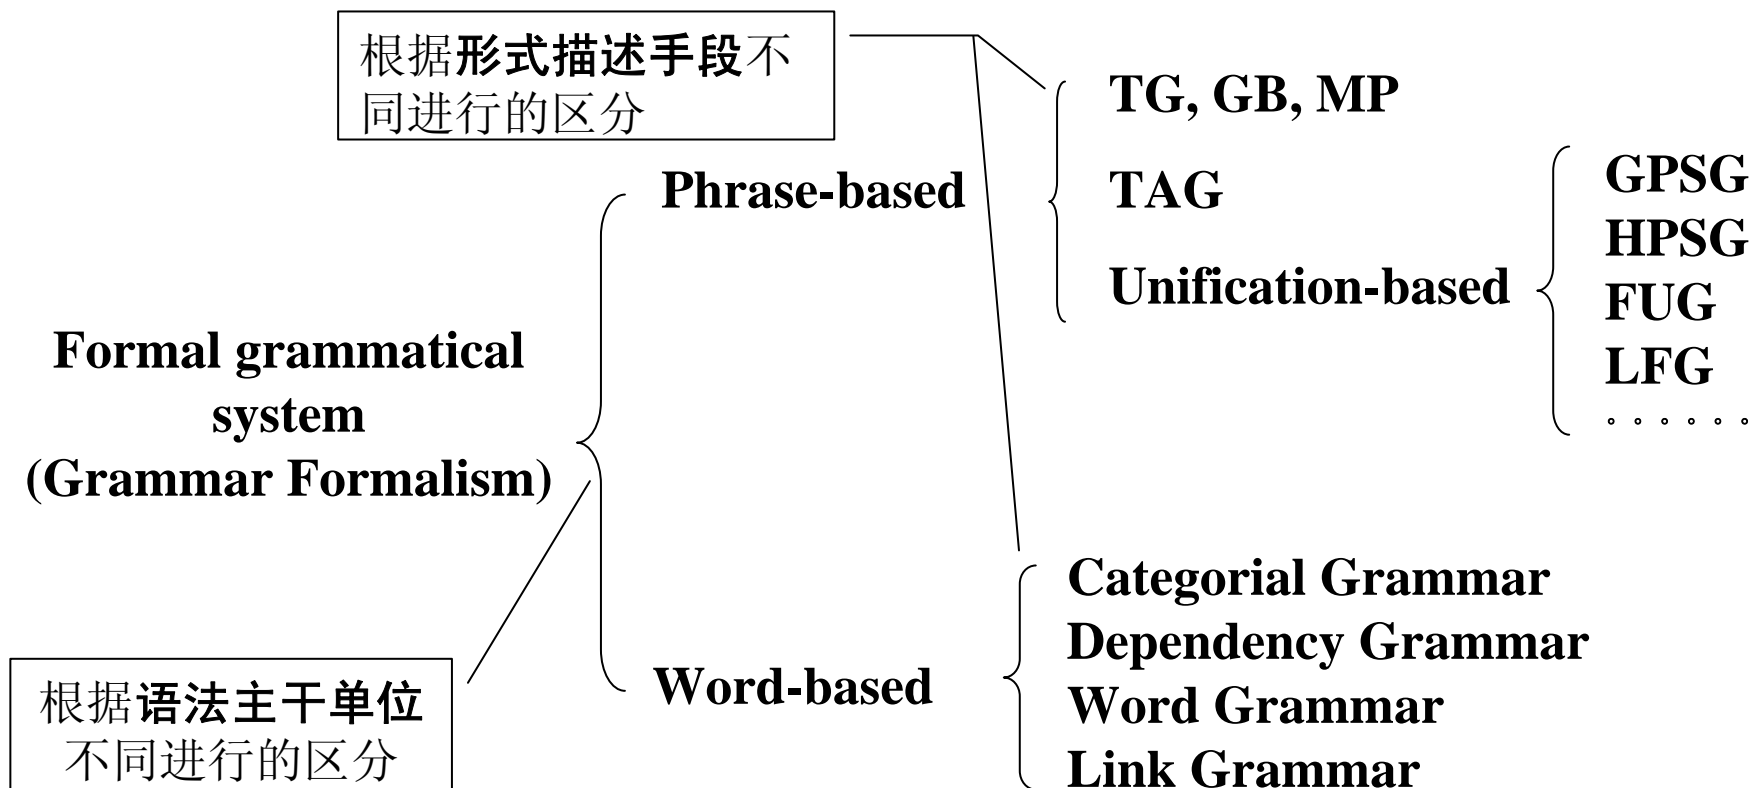 根据形式描述手段不
同进行的区分
TG, GB, MP
Phrase-based
TAG
Unification-based
GPSG
HPSG
FUG
LFG
。。。。。。
Formal grammatical
system
(Grammar Formalism)
根据语法主干单位
不同进行的区分
Word-based
Categorial Grammar
Dependency Grammar
Word Grammar
Link Grammar